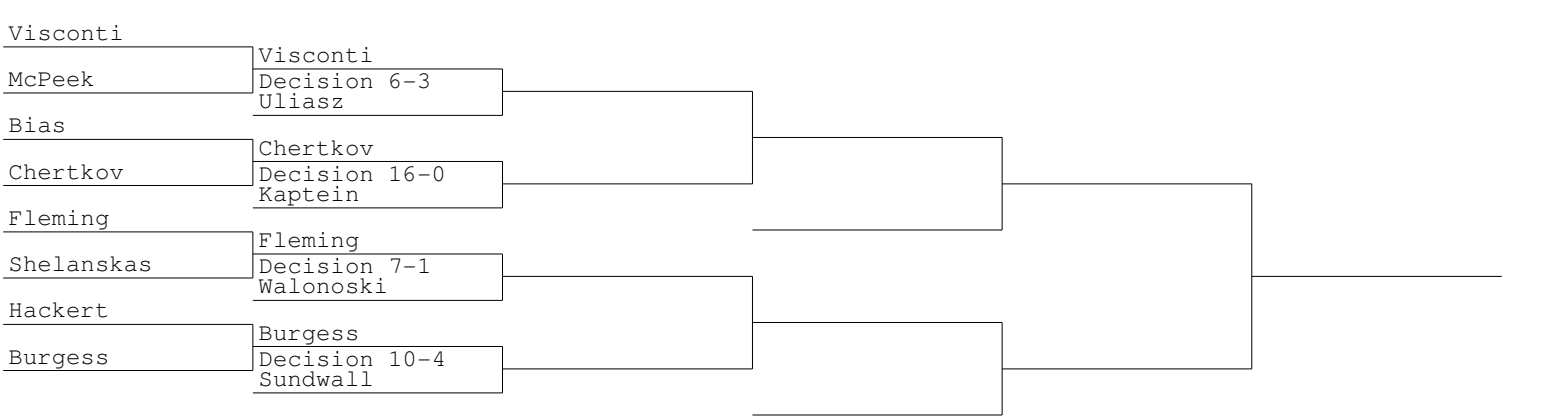 Visconti
McPeek
Bias
Chertkov
Fleming
Shelanskas
Hackert
Burgess
Visconti
Decision 6-3
Uliasz
Chertkov
Decision 16-0
Kaptein
Fleming
Decision 7-1
Walonoski
Burgess
Decision 10-4
Sundwall